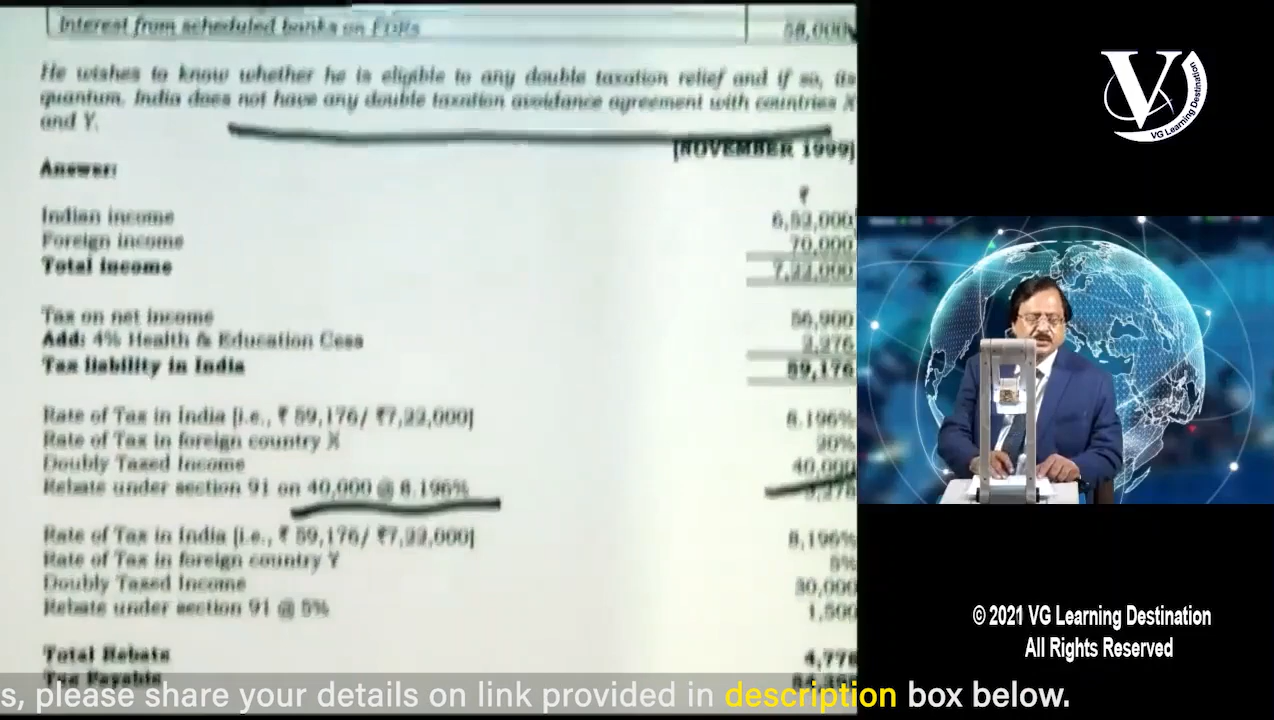 Interest from scheduled banks on FDRs 58,000
He wishes to know whether he is eligible to any double taxation relief and if so, its
quantum. India does not have any double taxation avoidance agreement with countries X
and Y.
[NOVEMBER 1999]
Answer:
₹
Indian income 6,52,000
Foreign income 70,000
Total income 7,22,000
Tax on net income 56,900
Add: 4% Health & Education Cess 2,276
Tax liability in India 59,176
Rate of Tax in India [i.e., ₹ 59,176/ ₹7,22,000] 8.196%
Rate of Tax in foreign country X 20%
Doubly Taxed Income 40,000
Rebate under section 91 on 40,000 @ 8.196% 3,278
Rate of Tax in India [i.e., ₹ 59,176/ ₹7,22,000] 8.196%
Rate of Tax in foreign country Y 5%
Doubly Taxed Income 30,000
Rebate under section 91 @ 5% 1,500
Total Rebate 4,778
Tax Payable
s, please share your details on link provided in description box below.
V
VG Learning Destination
© 2021 VG Learning Destination
All Rights Reserved